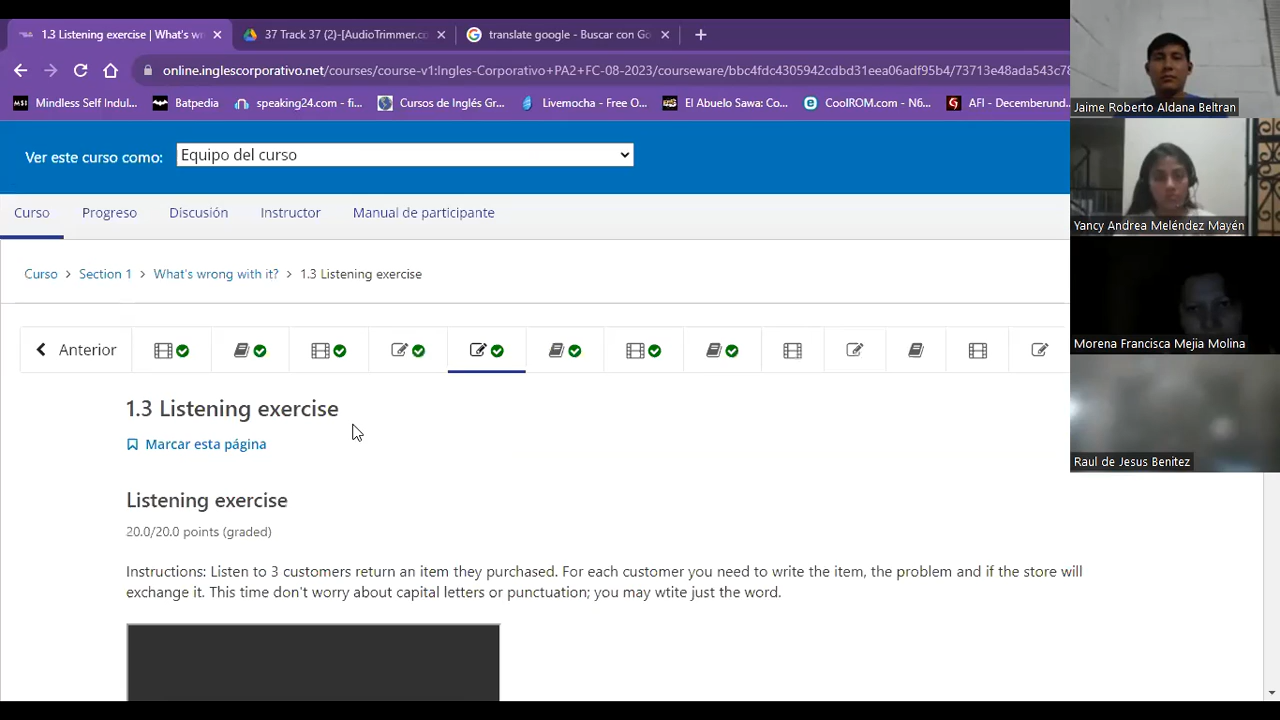 1.3 Listening exercise | What's wr
37 Track 37 (2)-[AudioTrimmer.co
translate google - Buscar con Go
online.inglescorporativo.net/courses/course-v1:Ingles-Corporativo+PA2+FC-08-2023/courseware/bbc4fdc4305942cdbd31eea06adf95b4/73713e48ada543c78
Mindless Self Indul...
Batpedia
speaking24.com - fi...
Cursos de Inglés Gr...
Livemocha - Free O...
El Abuelo Sawa: Co...
CoolROM.com - N6...
AFI - Decemberund...
Ver este curso como:
Equipo del curso
Curso
Progreso
Discusión
Instructor
Manual de participante
Curso > Section 1 > What's wrong with it? > 1.3 Listening exercise
Anterior
1.3 Listening exercise
Marcar esta página
Listening exercise
20.0/20.0 points (graded)
Instructions: Listen to 3 customers return an item they purchased. For each customer you need to write the item, the problem and if the store will
exchange it. This time don't worry about capital letters or punctuation; you may wtite just the word.
Jaime Roberto Aldana Beltran
Yancy Andrea Meléndez Mayén
Morena Francisca Mejia Molina
Raul de Jesus Benitez